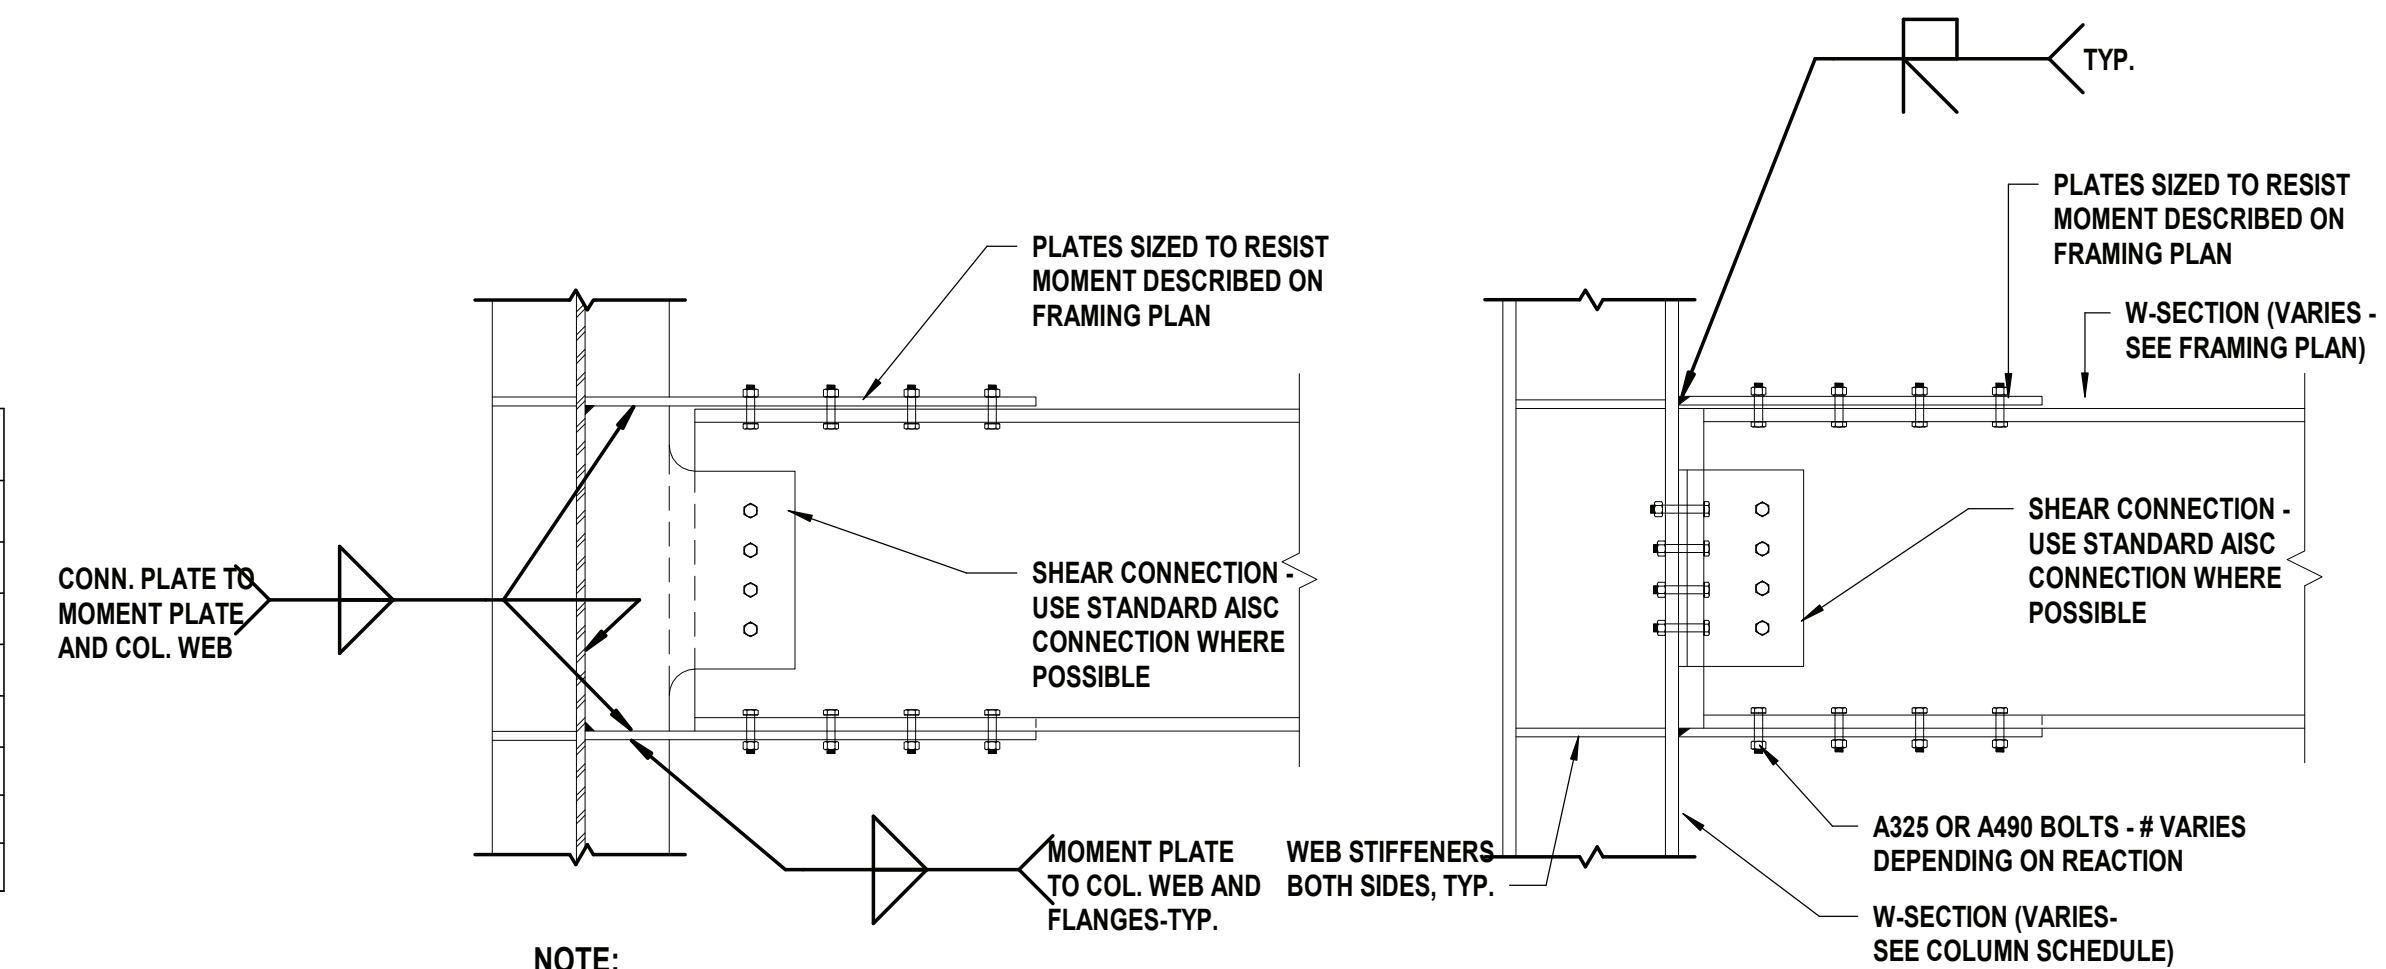 TYP.
PLATES SIZED TO RESIST
MOMENT DESCRIBED ON
FRAMING PLAN
W-SECTION (VARIES -
SEE FRAMING PLAN)
PLATES SIZED TO RESIST
MOMENT DESCRIBED ON
FRAMING PLAN
CONN. PLATE TO
MOMENT PLATE
AND COL. WEB
SHEAR CONNECTION -
USE STANDARD AISC
CONNECTION WHERE
POSSIBLE
SHEAR CONNECTION -
USE STANDARD AISC
CONNECTION WHERE
POSSIBLE
MOMENT PLATE
TO COL. WEB AND
FLANGES-TYP.
WEB STIFFENERS
BOTH SIDES, TYP.
A325 OR A490 BOLTS - # VARIES
DEPENDING ON REACTION
W-SECTION (VARIES-
SEE COLUMN SCHEDULE)
NOTE: